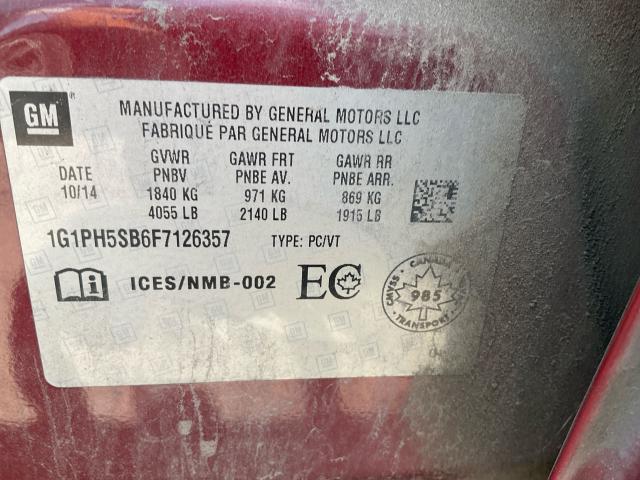 GM
MANUFACTURED BY GENERAL MOTORS LLC
FABRIQUÉ PAR GENERAL MOTORS LLC
DATE
10/14
GVWR
PNBV
1840 KG
4055 LB
GAWR FRT
PNBE AV.
971 KG
2140 LB
GAWR RR
PNBE ARR.
869 KG
1915 LB
1G1PH5SB6F7126357 TYPE: PC/VT
ICES/NMB-002 EC
CANADA
CMVSS 985
TRANSPORT